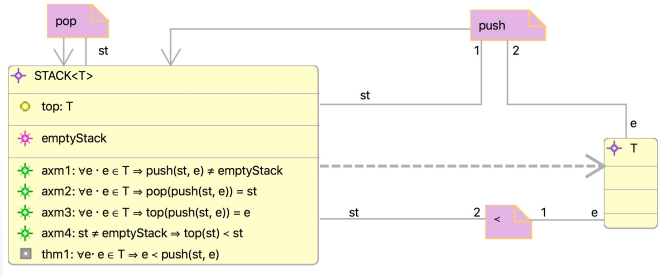 pop
push
st
1
2
STACK<T>
top: T
st
e
emptyStack
T
axm1: ∀e · e ∈ T ⇒ push(st, e) ≠ emptyStack
axm2: ∀e · e ∈ T ⇒ pop(push(st, e)) = st
axm3: ∀e · e ∈ T ⇒ top(push(st, e)) = e
axm4: st ≠ emptyStack ⇒ top(st) < st
thm1: ∀e· e ∈ T ⇒ e < push(st, e)
st
2
<
1
e